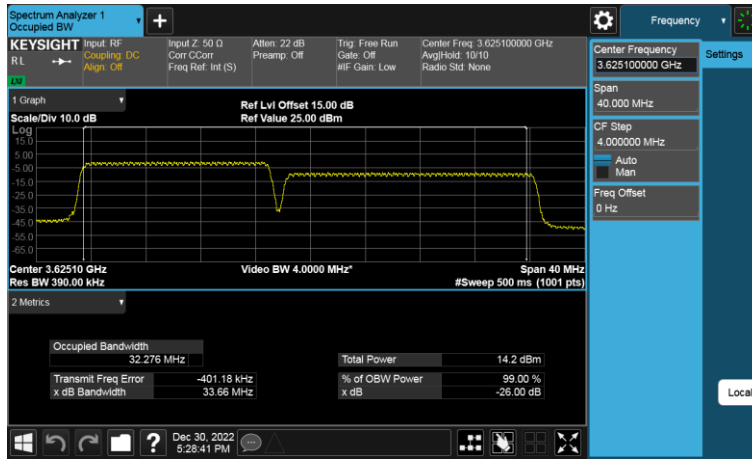 Spectrum Analyzer 1
Occupied BW
+
Frequency
KEYSIGHT
RL
LXI
Input: RF
Coupling: DC
Align: Off
Input Z: 50 Ω
Corr CCorr
Freq Ref: Int (S)
Atten: 22 dB
Preamp: Off
Trig: Free Run
Gate: Off
#IF Gain: Low
Center Freq: 3.625100000 GHz
Avg|Hold: 10/10
Radio Std: None
Center Frequency
3.625100000 GHz
Settings
Span
40.000 MHz
CF Step
4.000000 MHz
Auto
Man
Freq Offset
0 Hz
Local
1 Graph
Scale/Div 10.0 dB
Ref Lvl Offset 15.00 dB
Ref Value 25.00 dBm
Log
15.0
5.00
-5.00
-15.0
-25.0
-35.0
-45.0
-55.0
-65.0
Center 3.62510 GHz
Res BW 390.00 kHz
Video BW 4.0000 MHz*
Span 40 MHz
#Sweep 500 ms (1001 pts)
2 Metrics
Occupied Bandwidth
32.276 MHz
Total Power 14.2 dBm
Transmit Freq Error -401.18 kHz
% of OBW Power 99.00 %
x dB Bandwidth 33.66 MHz
x dB -26.00 dB
?
Dec 30, 2022
5:28:41 PM